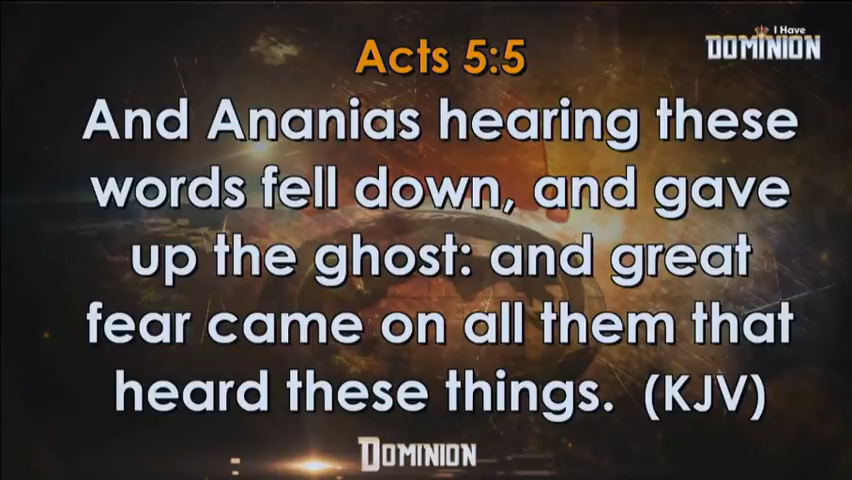 Acts 5:5
I Have
DOMINION
And Ananias hearing these
words fell down, and gave
up the ghost: and great
fear came on all them that
heard these things. (KJV)
DOMINION